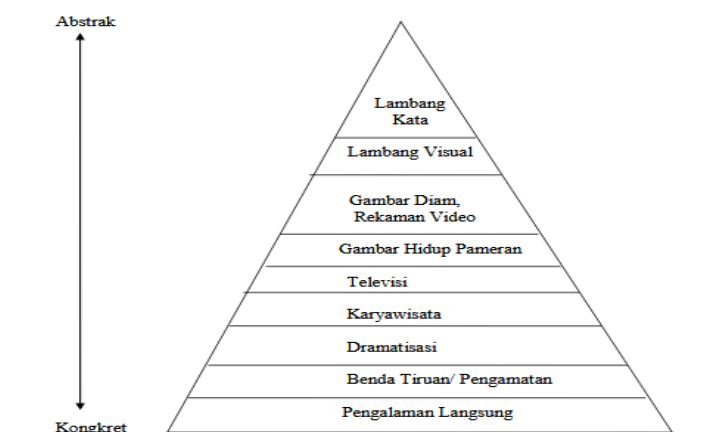 Abstrak
Lambang
Kata
Lambang Visual
Gambar Diam,
Rekaman Video
Gambar Hidup Pameran
Televisi
Karyawisata
Dramatisasi
Benda Tiruan/ Pengamatan
Pengalaman Langsung
Kongkret